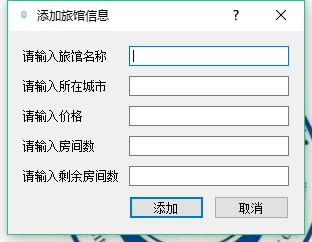 添加旅馆信息
请输入旅馆名称
请输入所在城市
请输入价格
请输入房间数
请输入剩余房间数
添加 取消